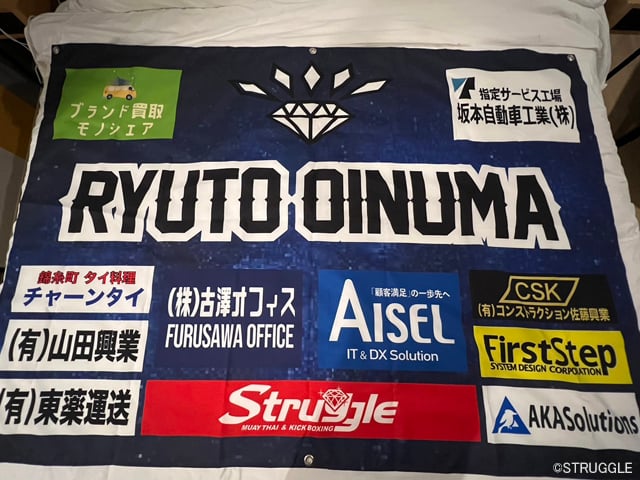 ブランド買取
モノシェア
指定サービス工場
坂本自動車工業(株)
RYUTO OINUMA
錦糸町 タイ料理
チャーンタイ
(株)古澤オフィス
FURUSAWA OFFICE
「顧客満足」の一歩先へ
AISEL
IT & DX Solution
CSK
(有)コンストラクション佐藤興業
(有)山田興業
FirstStep
SYSTEM DESIGN CORPORATION
(有)東薬運送
Struggle
MUAY THAI & KICK BOXING
AKASolutions
©STRUGGLE